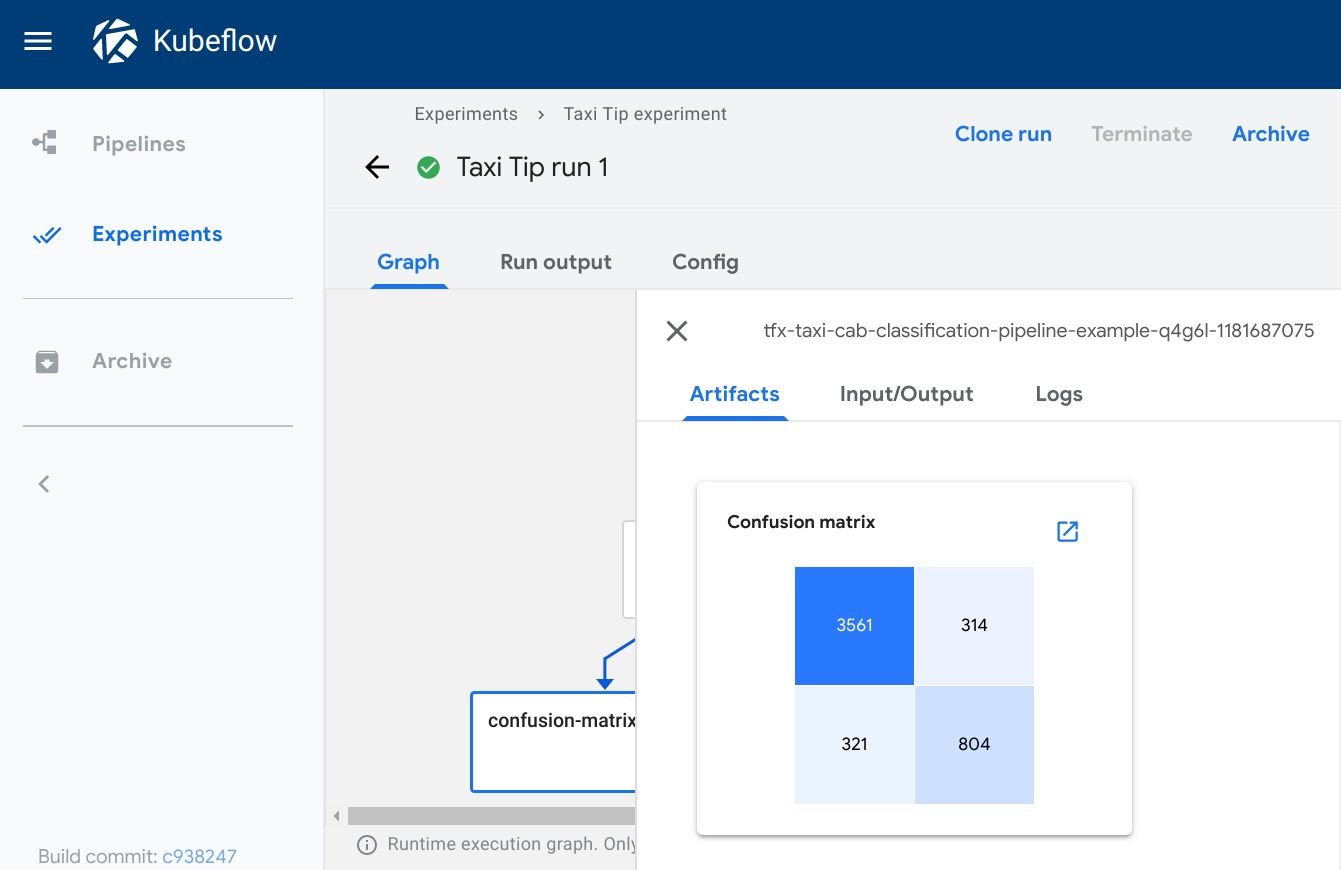 Kubeflow
Pipelines
Experiments
Archive
Build commit: c938247
Experiments > Taxi Tip experiment
Taxi Tip run 1
Clone run Terminate Archive
Graph Run output Config
confusion-matrix
Runtime execution graph. Only
tfx-taxi-cab-classification-pipeline-example-q4g6l-1181687075
Artifacts Input/Output Logs
Confusion matrix
3561 314
321 804